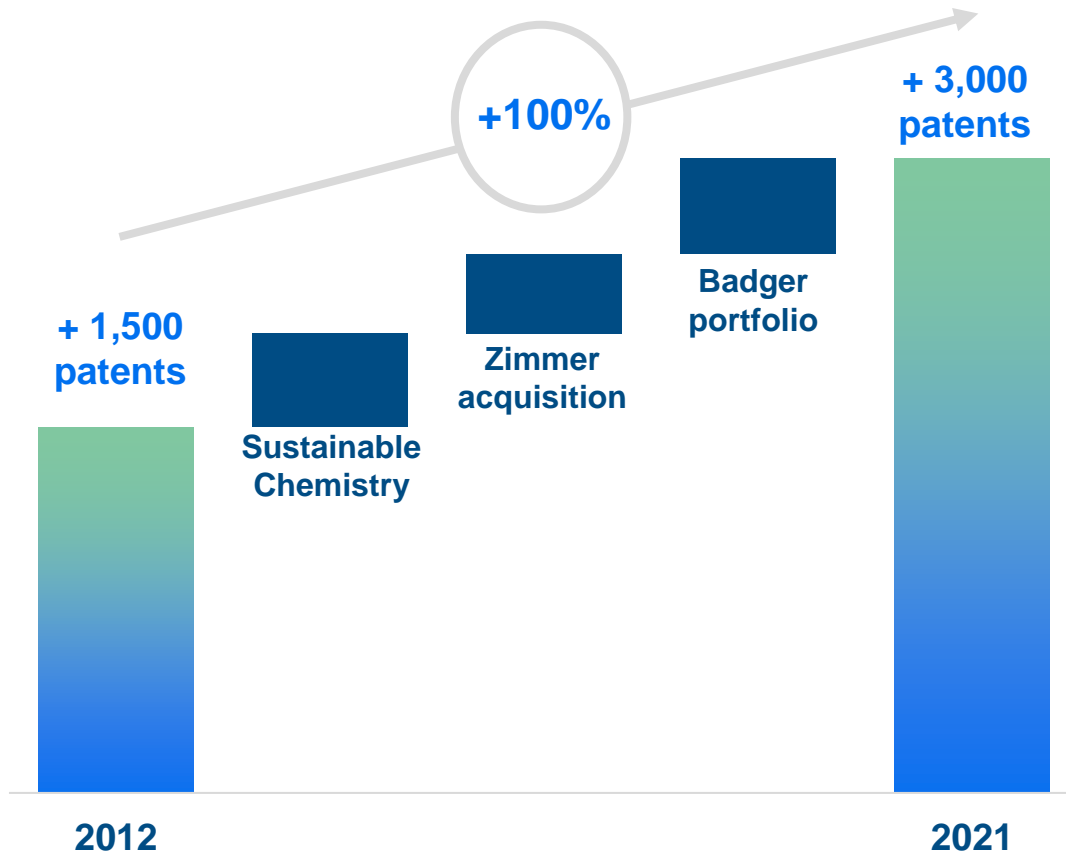 +100%
+ 3,000
patents
Badger
portfolio
+ 1,500
patents
Zimmer
acquisition
Sustainable
Chemistry
2012
2021